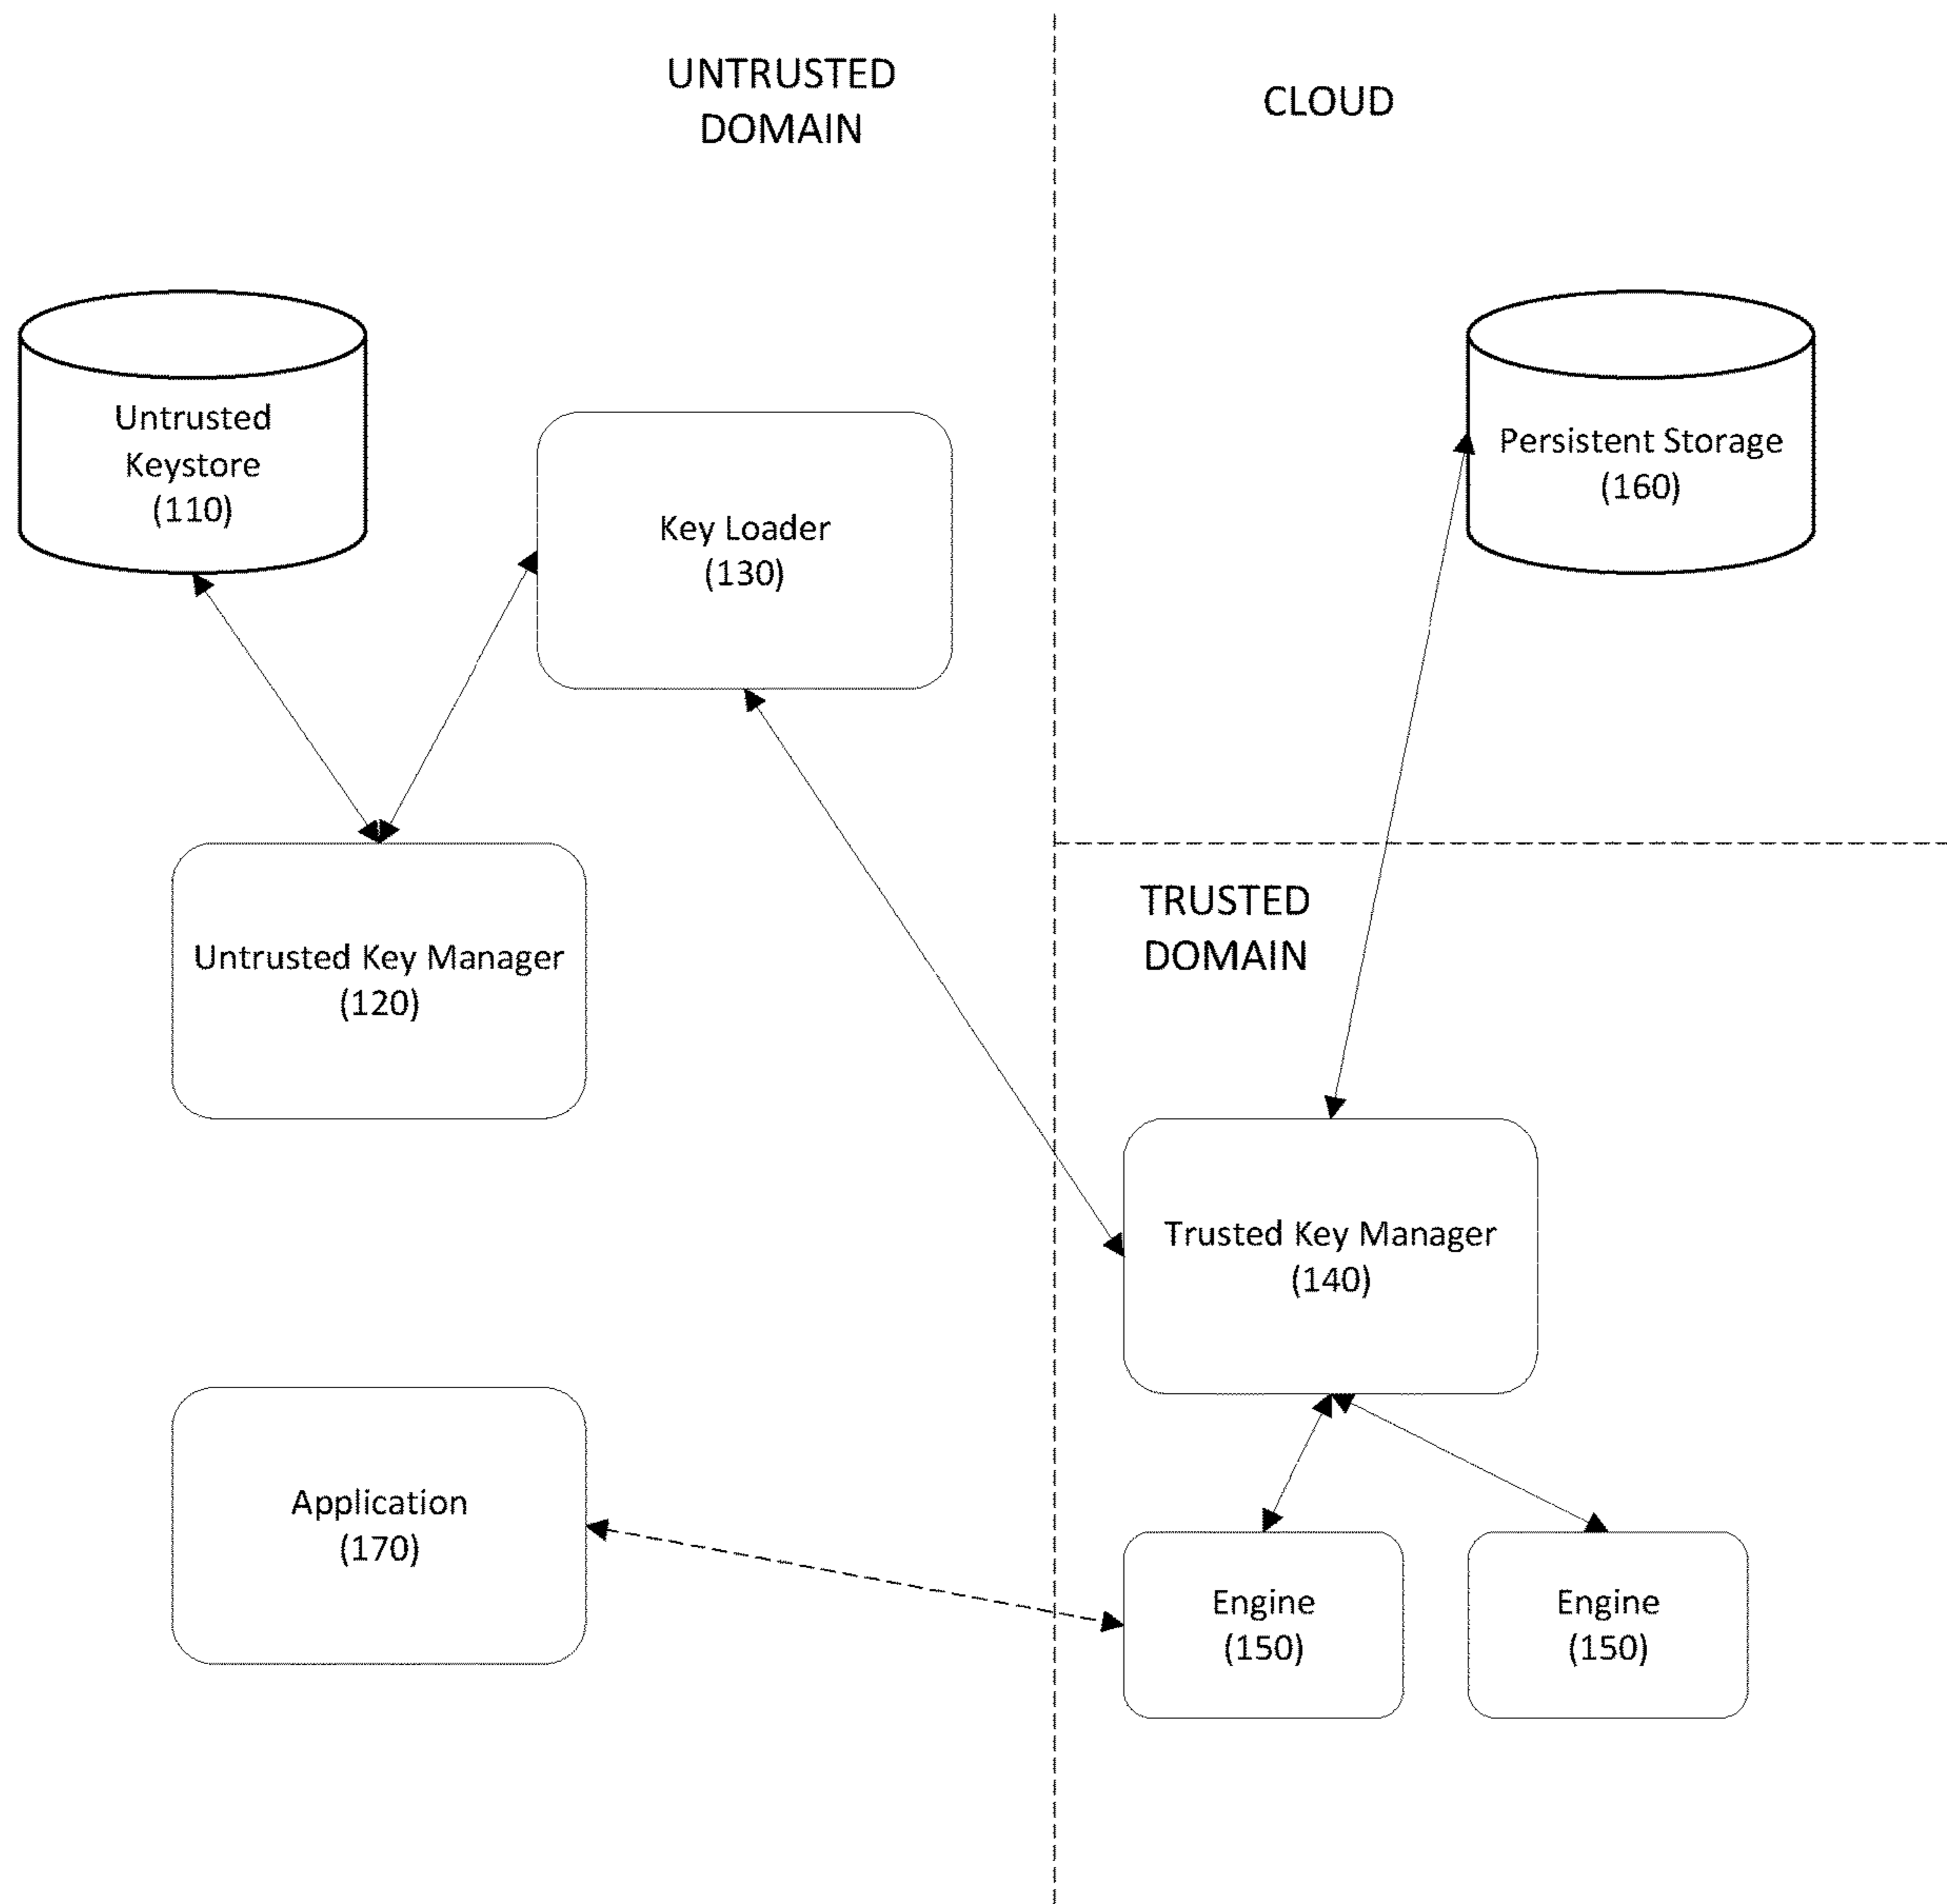 UNTRUSTED
DOMAIN
CLOUD
Untrusted
Keystore
(110)
Key Loader
(130)
Persistent Storage
(160)
Untrusted Key Manager
(120)
TRUSTED
DOMAIN
Trusted Key Manager
(140)
Application
(170)
Engine
(150)
Engine
(150)